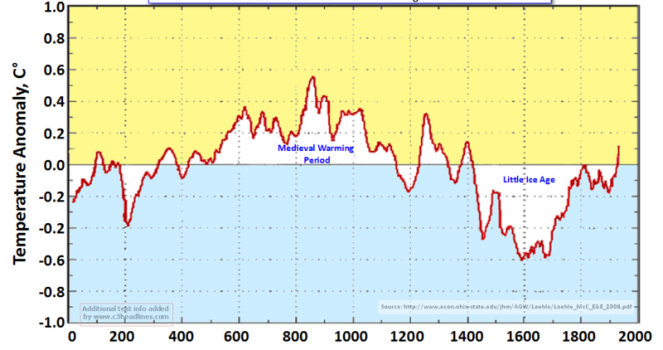 1.0
0.8
0.6
0.4
0.2
0.0
-0.2
-0.4
-0.6
-0.8
-1.0
Temperature Anomaly, C°
Medieval Warming
Period
Little Ice Age
Additional text info added
by www.c3headlines.com
Source: http://www.econ.ohio-state.edu/jhm/AGW/Loehle/Loehle_McC_E&E_2008.pdf
0 200 400 600 800 1000 1200 1400 1600 1800 2000